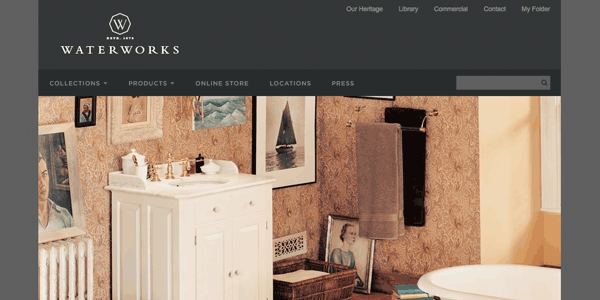 Our Heritage Library Commercial Contact My Folder
W
ESTD. 1978
WATERWORKS
COLLECTIONS PRODUCTS ONLINE STORE LOCATIONS PRESS